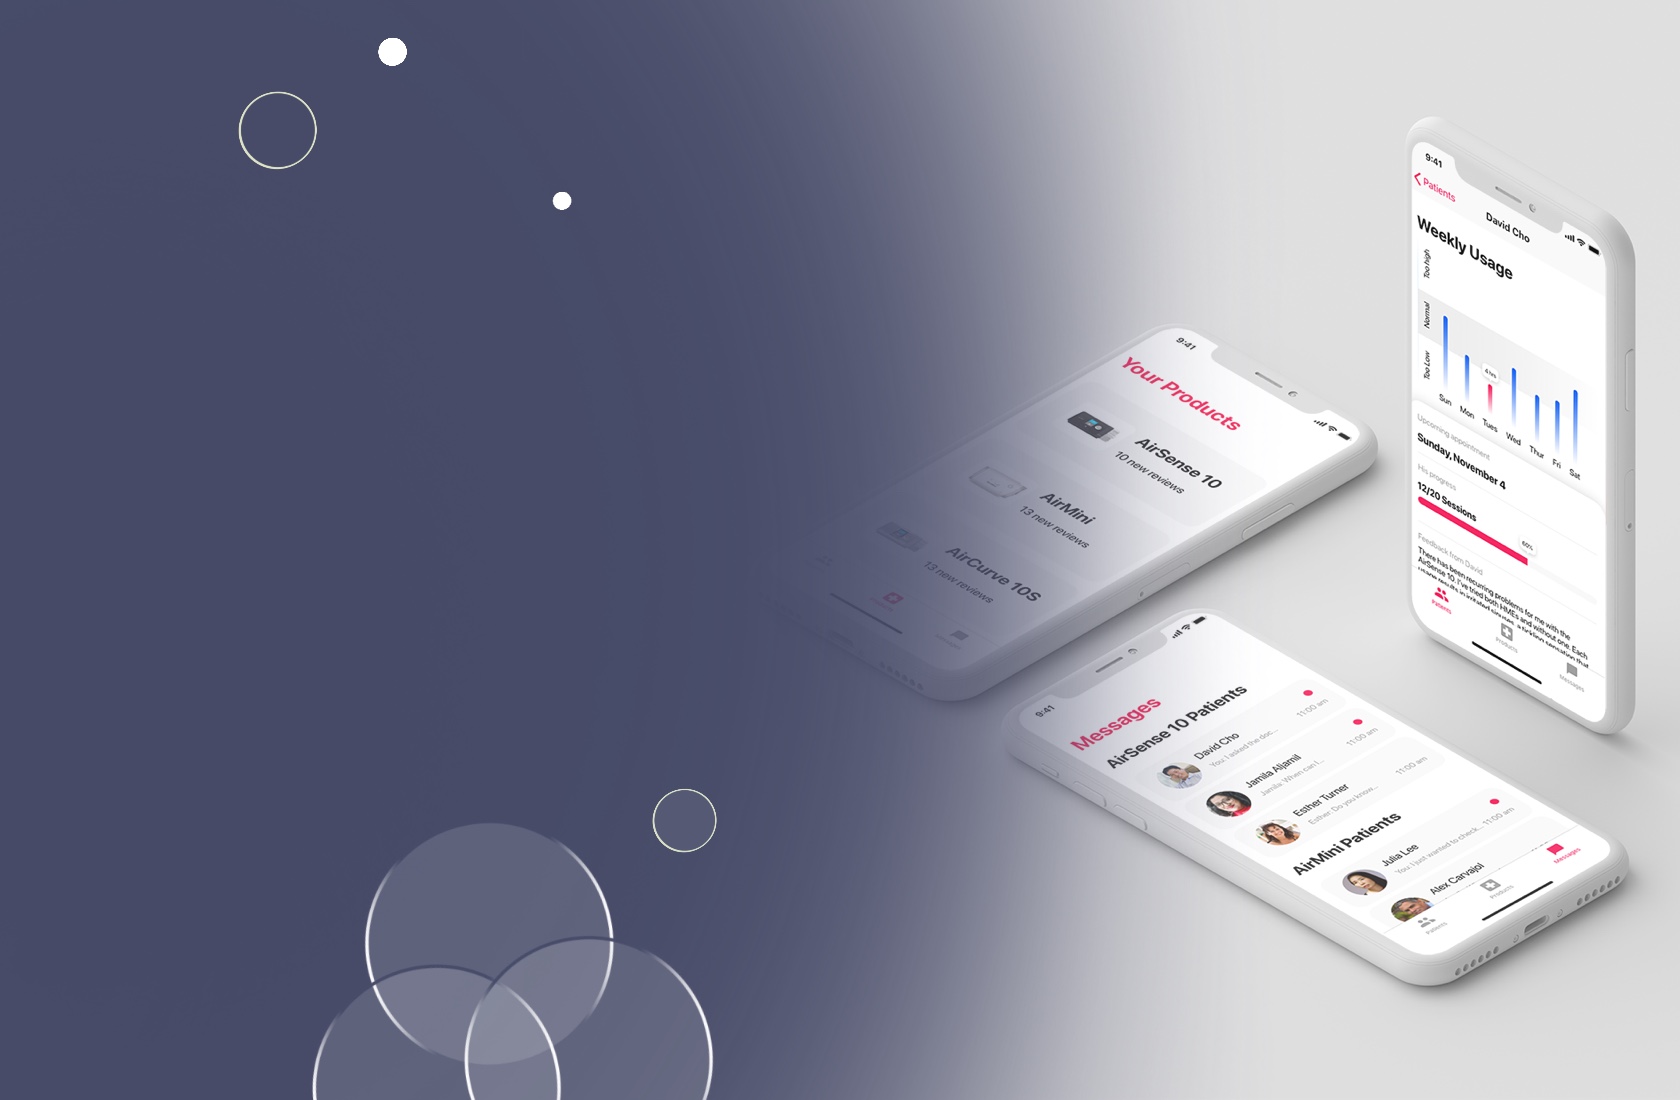 9:41
Your Products
AirSense 10
10 new reviews
AirMini
13 new reviews
AirCurve 10S
13 new reviews
9:41
Patients
David Cho
Weekly Usage
Too high
Normal
Too Low
4 hrs
Sun
Mon
Tues
Wed
Thur
Fri
Sat
Upcoming appointment
Sunday, November 4
His progress
12/20 Sessions
60%
Feedback from David
There has been recurring problems for me with the
AirSense 10. I've tried both HMEs and without one. Each
Patients
Products
Messages
9:41
Messages
AirSense 10 Patients
David Cho
You: I asked the doc...
11:00 am
Jamila Aljamil
Jamila: When can I...
11:00 am
Esther Turner
Esther: Do you know...
11:00 am
AirMini Patients
Julia Lee
You: I just wanted to check...
11:00 am
Alex Carvajol
Patients
Products
Messages